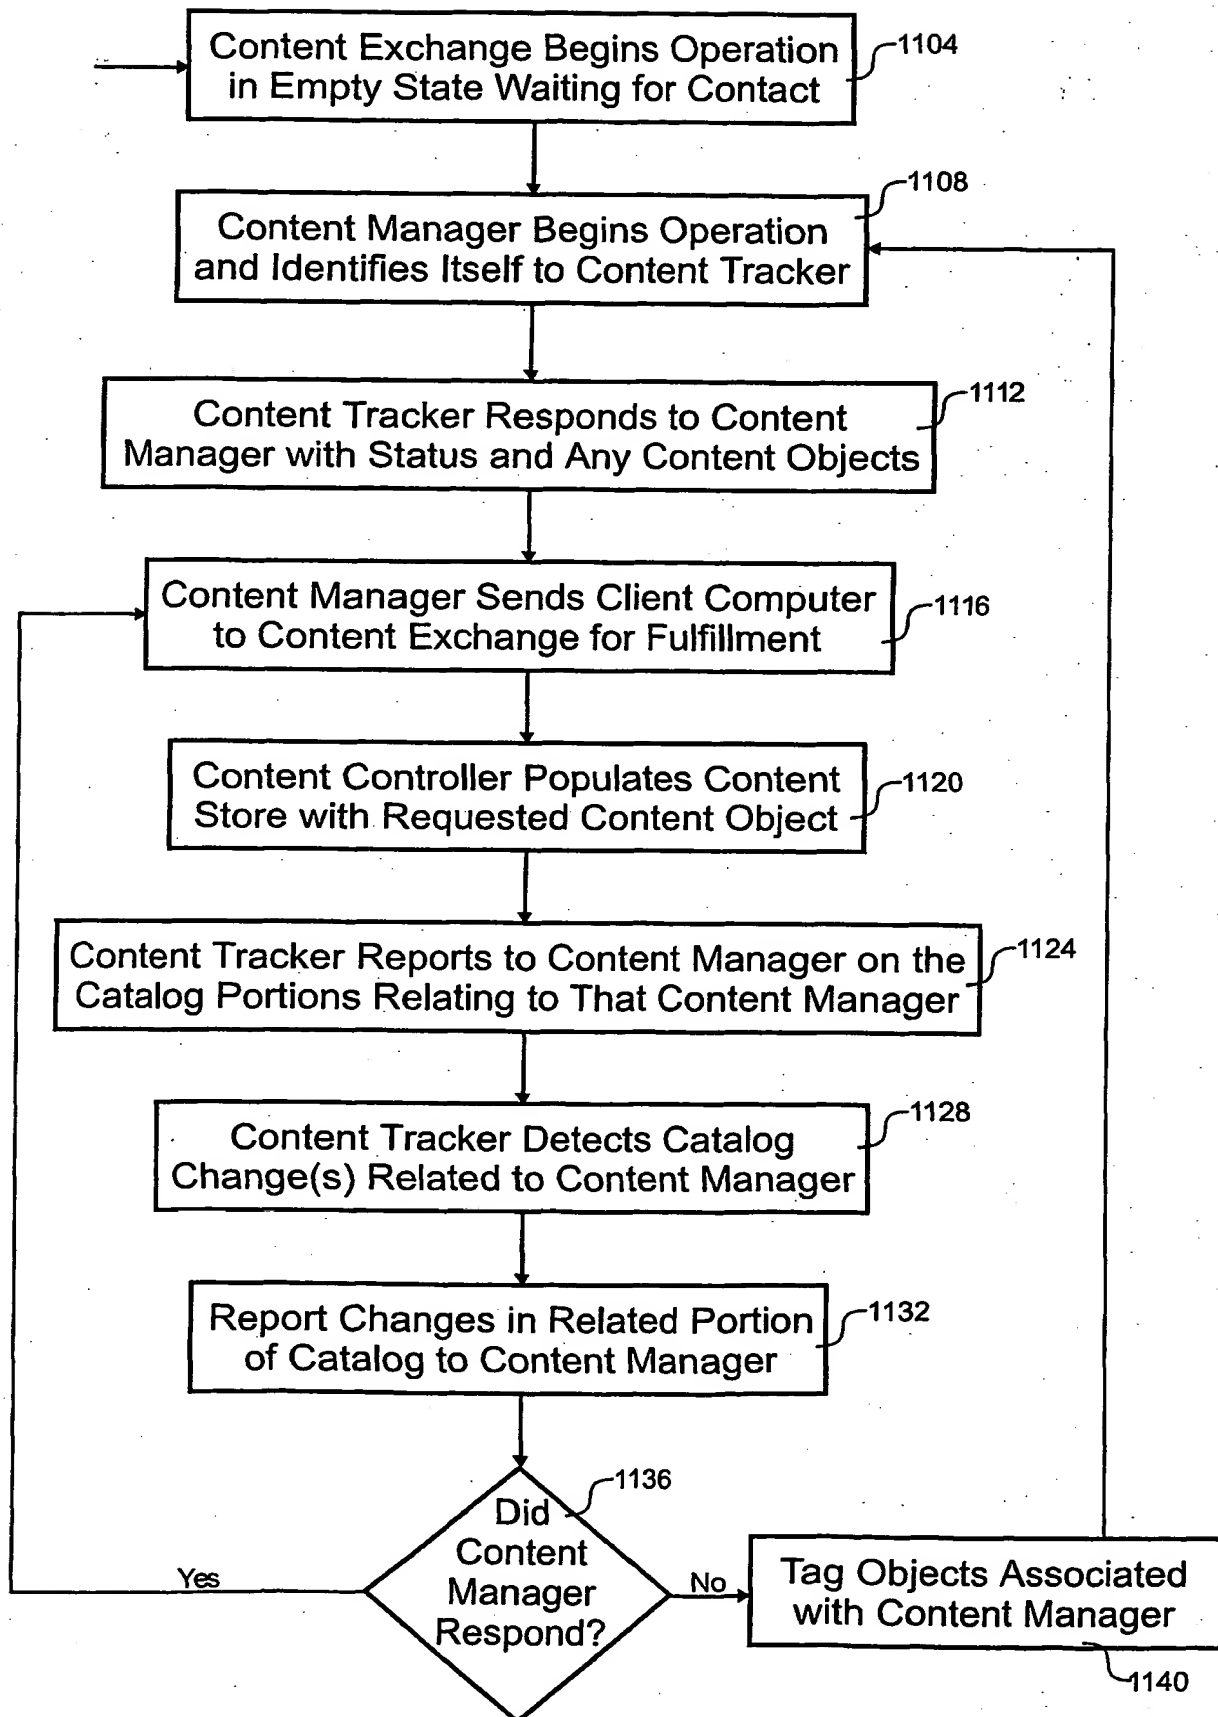 Content Exchange Begins Operation
in Empty State Waiting for Contact
1104
Content Manager Begins Operation
and Identifies Itself to Content Tracker
1108
Content Tracker Responds to Content
Manager with Status and Any Content Objects
1112
Content Manager Sends Client Computer
to Content Exchange for Fulfillment
1116
Content Controller Populates Content
Store with Requested Content Object
1120
Content Tracker Reports to Content Manager on the
Catalog Portions Relating to That Content Manager
1124
Content Tracker Detects Catalog
Change(s) Related to Content Manager
1128
Report Changes in Related Portion
of Catalog to Content Manager
1132
Did
Content
Manager
Respond?
1136
Yes
No
Tag Objects Associated
with Content Manager
1140